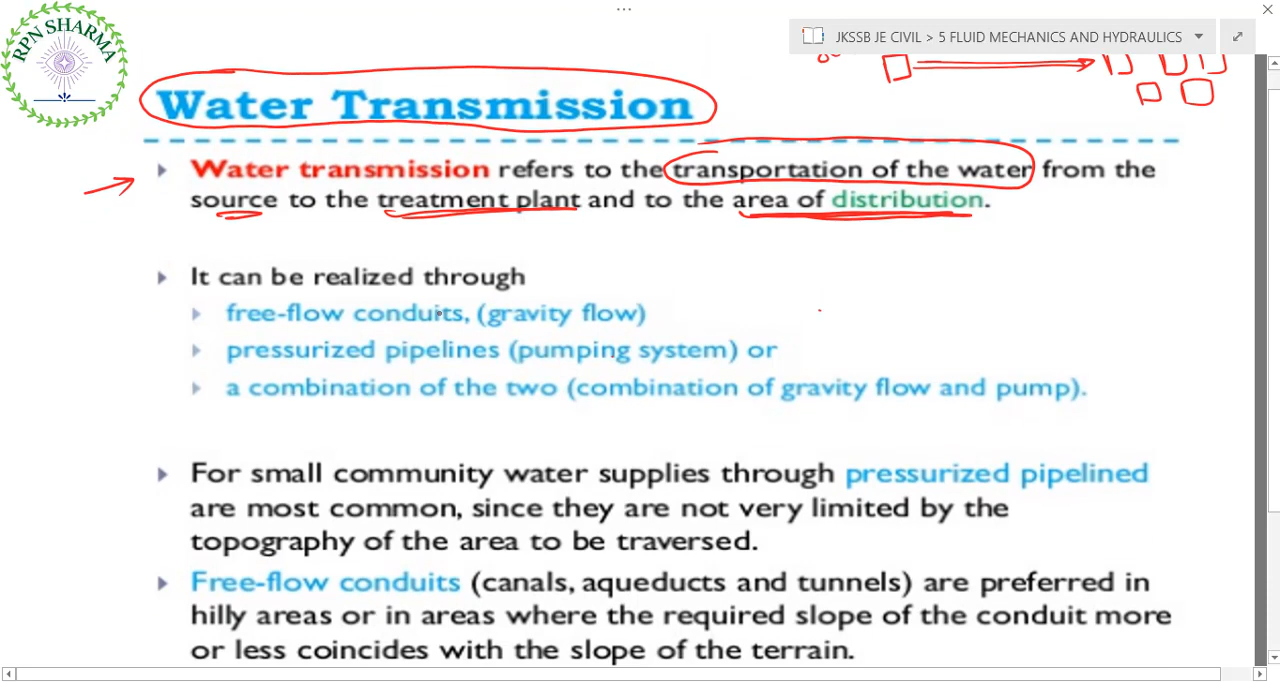 RPN SHARMA
JKSSB JE CIVIL > 5 FLUID MECHANICS AND HYDRAULICS
Water Transmission
Water transmission refers to the transportation of the water from the
source to the treatment plant and to the area of distribution.
It can be realized through
free-flow conduits, (gravity flow)
pressurized pipelines (pumping system) or
a combination of the two (combination of gravity flow and pump).
For small community water supplies through pressurized pipelined
are most common, since they are not very limited by the
topography of the area to be traversed.
Free-flow conduits (canals, aqueducts and tunnels) are preferred in
hilly areas or in areas where the required slope of the conduit more
or less coincides with the slope of the terrain.